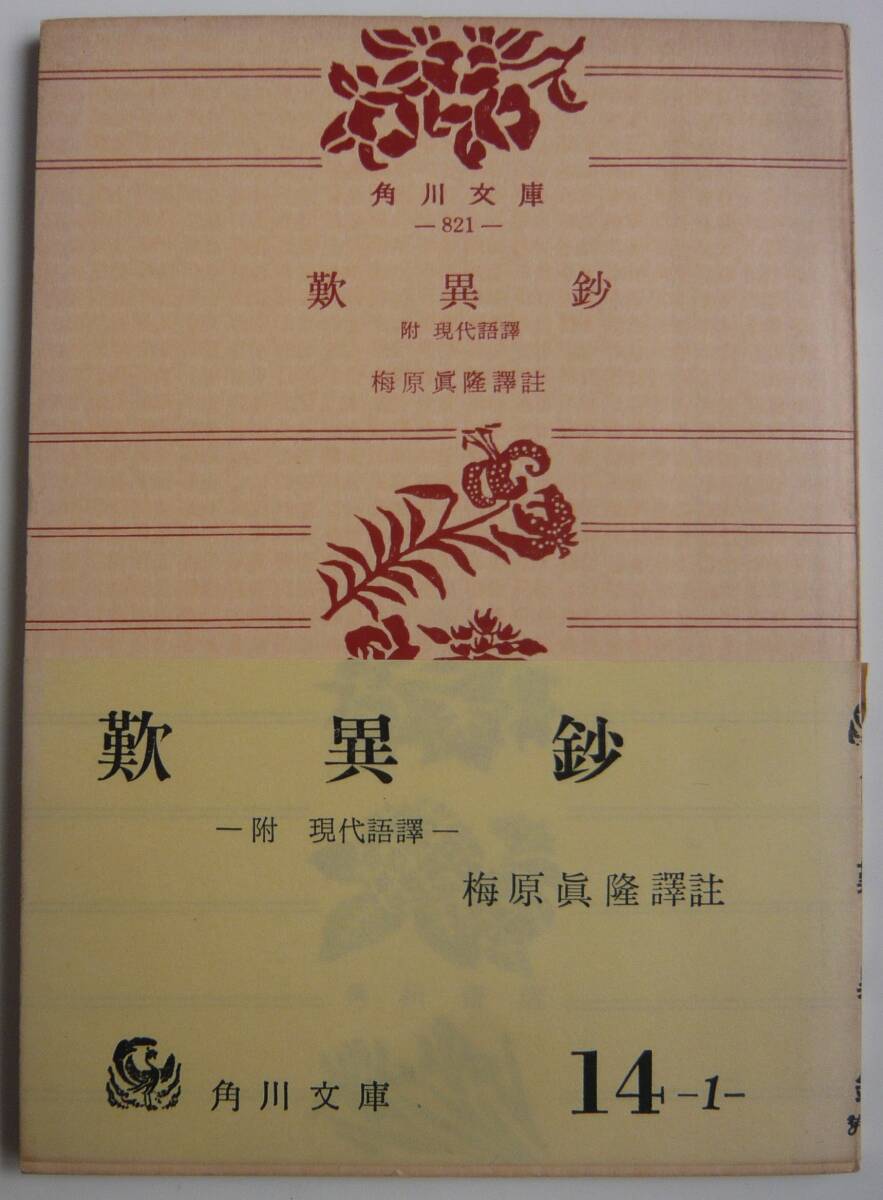 角川文庫
— 821 —
歎異鈔
附 現代語譯
梅原眞隆譯註
歎異鈔
— 附 現代語譯 —
梅原眞隆譯註
角川文庫
14 -1-